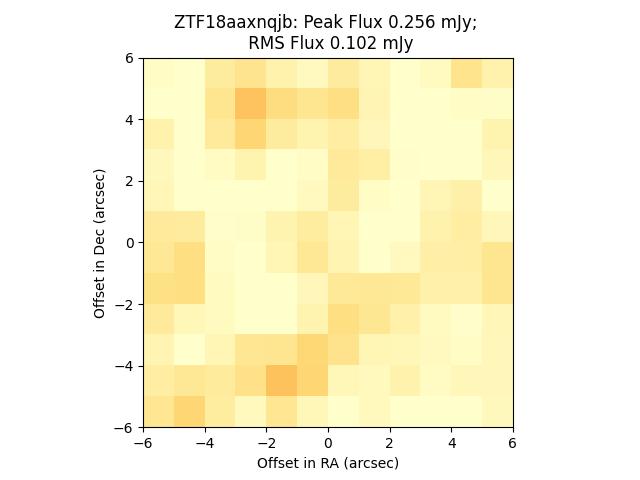 ZTF18aaxnqjb: Peak Flux 0.256 mJy;
RMS Flux 0.102 mJy
6
4
2
0
−2
−4
−6
Offset in Dec (arcsec)
−6 −4 −2 0 2 4 6
Offset in RA (arcsec)